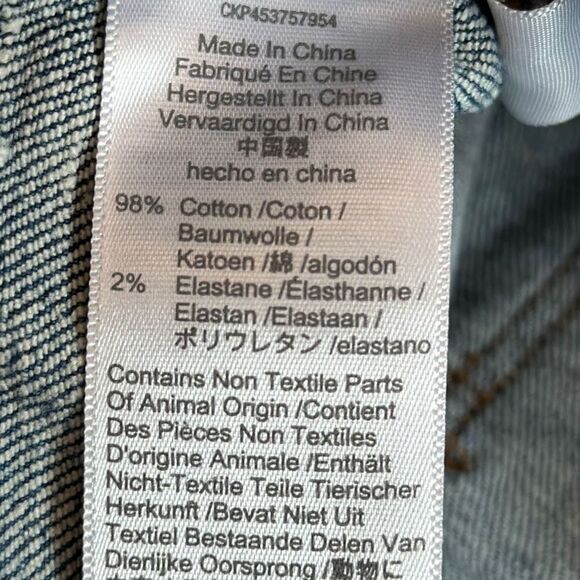 CKP453757954
Made In China
Fabriqué En Chine
Hergestellt In China
Vervaardigd In China
中国製
hecho en china
98% Cotton /Coton /
Baumwolle /
Katoen /綿 /algodón
2% Elastane /Élasthanne /
Elastan /Elastaan /
ポリウレタン /elastano
Contains Non Textile Parts
Of Animal Origin /Contient
Des Pièces Non Textiles
D'origine Animale /Enthält
Nicht-Textile Teile Tierischer
Herkunft /Bevat Niet Uit
Textiel Bestaande Delen Van
Dierlijke Oorsprong /動物に